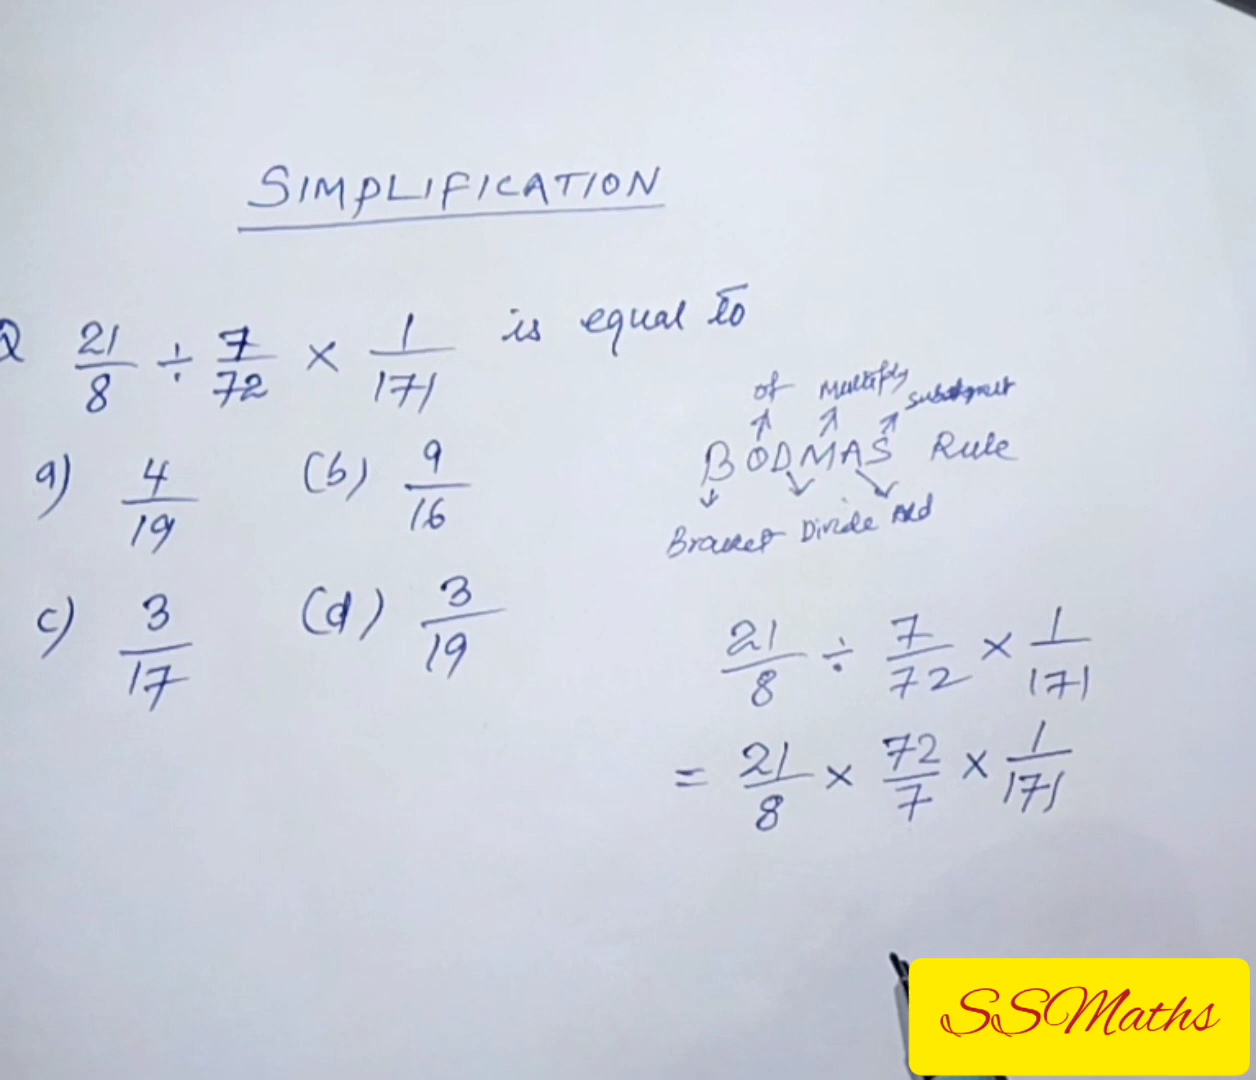 SIMPLIFICATION
Q 21/8 ÷ 7/72 × 1/171 is equal to
a) 4/19 (b) 9/16
c) 3/17 (d) 3/19
of Multiply
BODMAS Rule
Bracket Divide Add
21/8 ÷ 7/72 × 1/171
= 21/8 × 72/7 × 1/171
SSMaths